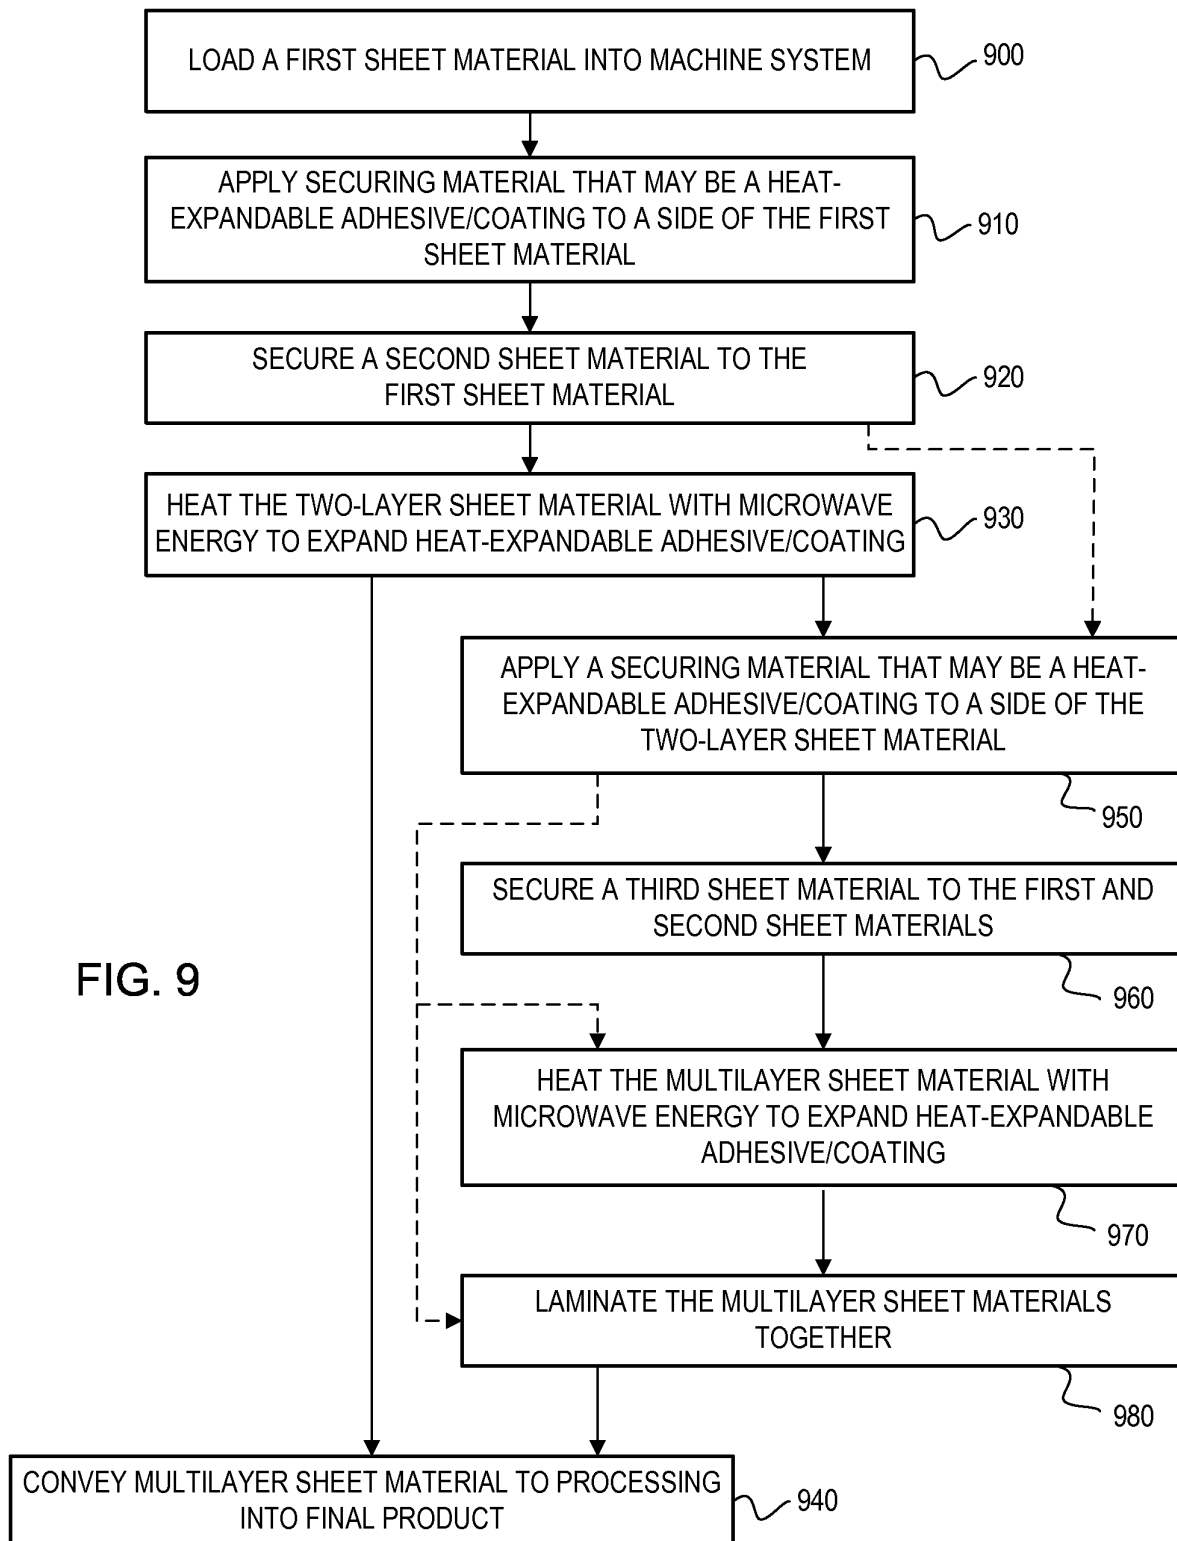 LOAD A FIRST SHEET MATERIAL INTO MACHINE SYSTEM
900
APPLY SECURING MATERIAL THAT MAY BE A HEAT-
EXPANDABLE ADHESIVE/COATING TO A SIDE OF THE FIRST
SHEET MATERIAL
910
SECURE A SECOND SHEET MATERIAL TO THE
FIRST SHEET MATERIAL
920
HEAT THE TWO-LAYER SHEET MATERIAL WITH MICROWAVE
ENERGY TO EXPAND HEAT-EXPANDABLE ADHESIVE/COATING
930
APPLY A SECURING MATERIAL THAT MAY BE A HEAT-
EXPANDABLE ADHESIVE/COATING TO A SIDE OF THE
TWO-LAYER SHEET MATERIAL
950
SECURE A THIRD SHEET MATERIAL TO THE FIRST AND
SECOND SHEET MATERIALS
960
FIG. 9
HEAT THE MULTILAYER SHEET MATERIAL WITH
MICROWAVE ENERGY TO EXPAND HEAT-EXPANDABLE
ADHESIVE/COATING
970
LAMINATE THE MULTILAYER SHEET MATERIALS
TOGETHER
980
CONVEY MULTILAYER SHEET MATERIAL TO PROCESSING
INTO FINAL PRODUCT
940